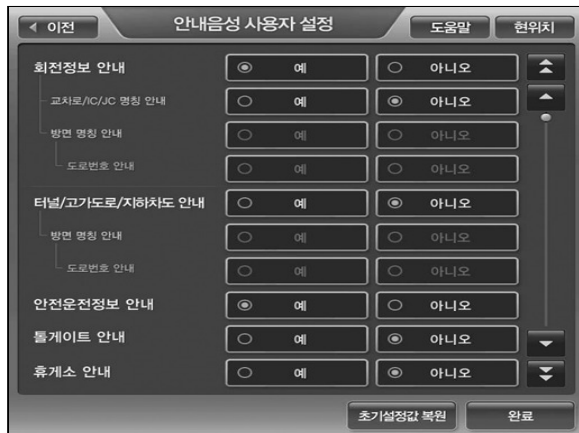 이전 안내음성 사용자 설정 도움말 현위치
회전정보 안내 예 아니오
교차로/IC/JC 명칭 안내 예 아니오
방면 명칭 안내 예 아니오
도로번호 안내 예 아니오
터널/고가도로/지하차도 안내 예 아니오
방면 명칭 안내 예 아니오
도로번호 안내 예 아니오
안전운전정보 안내 예 아니오
톨게이트 안내 예 아니오
휴게소 안내 예 아니오
초기설정값 복원 완료